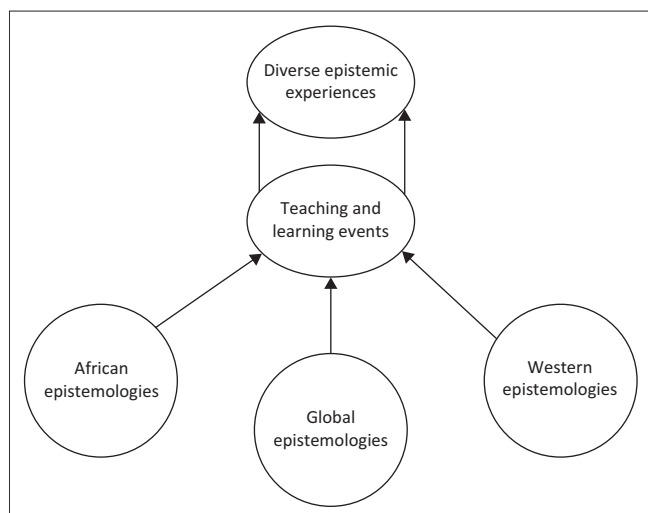 Diverse epistemic
experiences
Teaching and
learning events
African
epistemologies
Global
epistemologies
Western
epistemologies